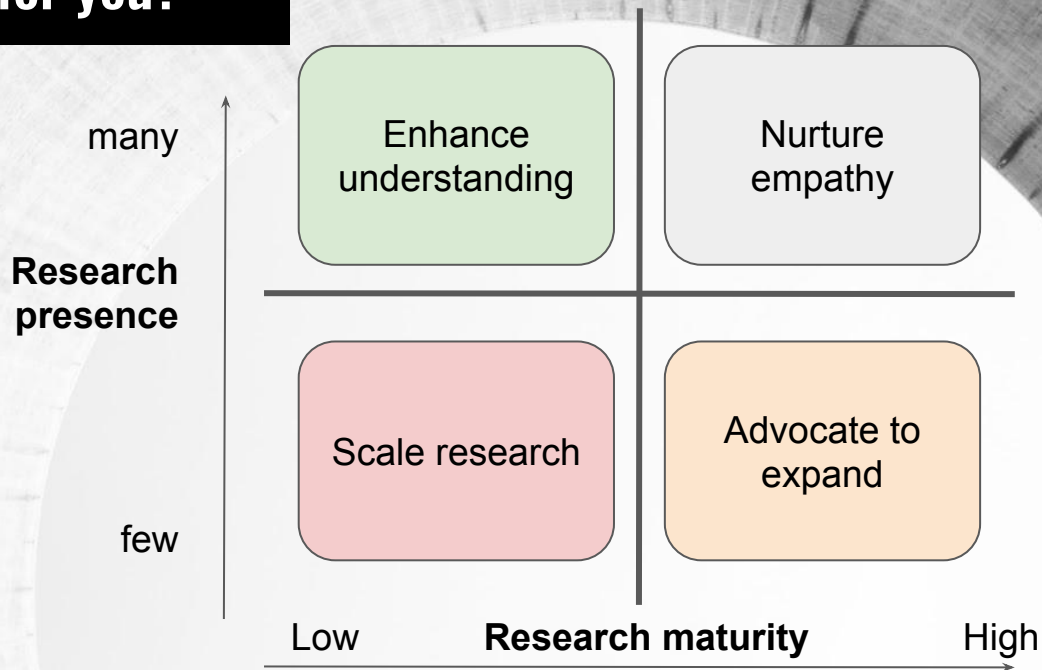 for you?
many
Enhance
understanding
Nurture
empathy
Research
presence
Scale research
Advocate to
expand
few
Low
Research maturity
High